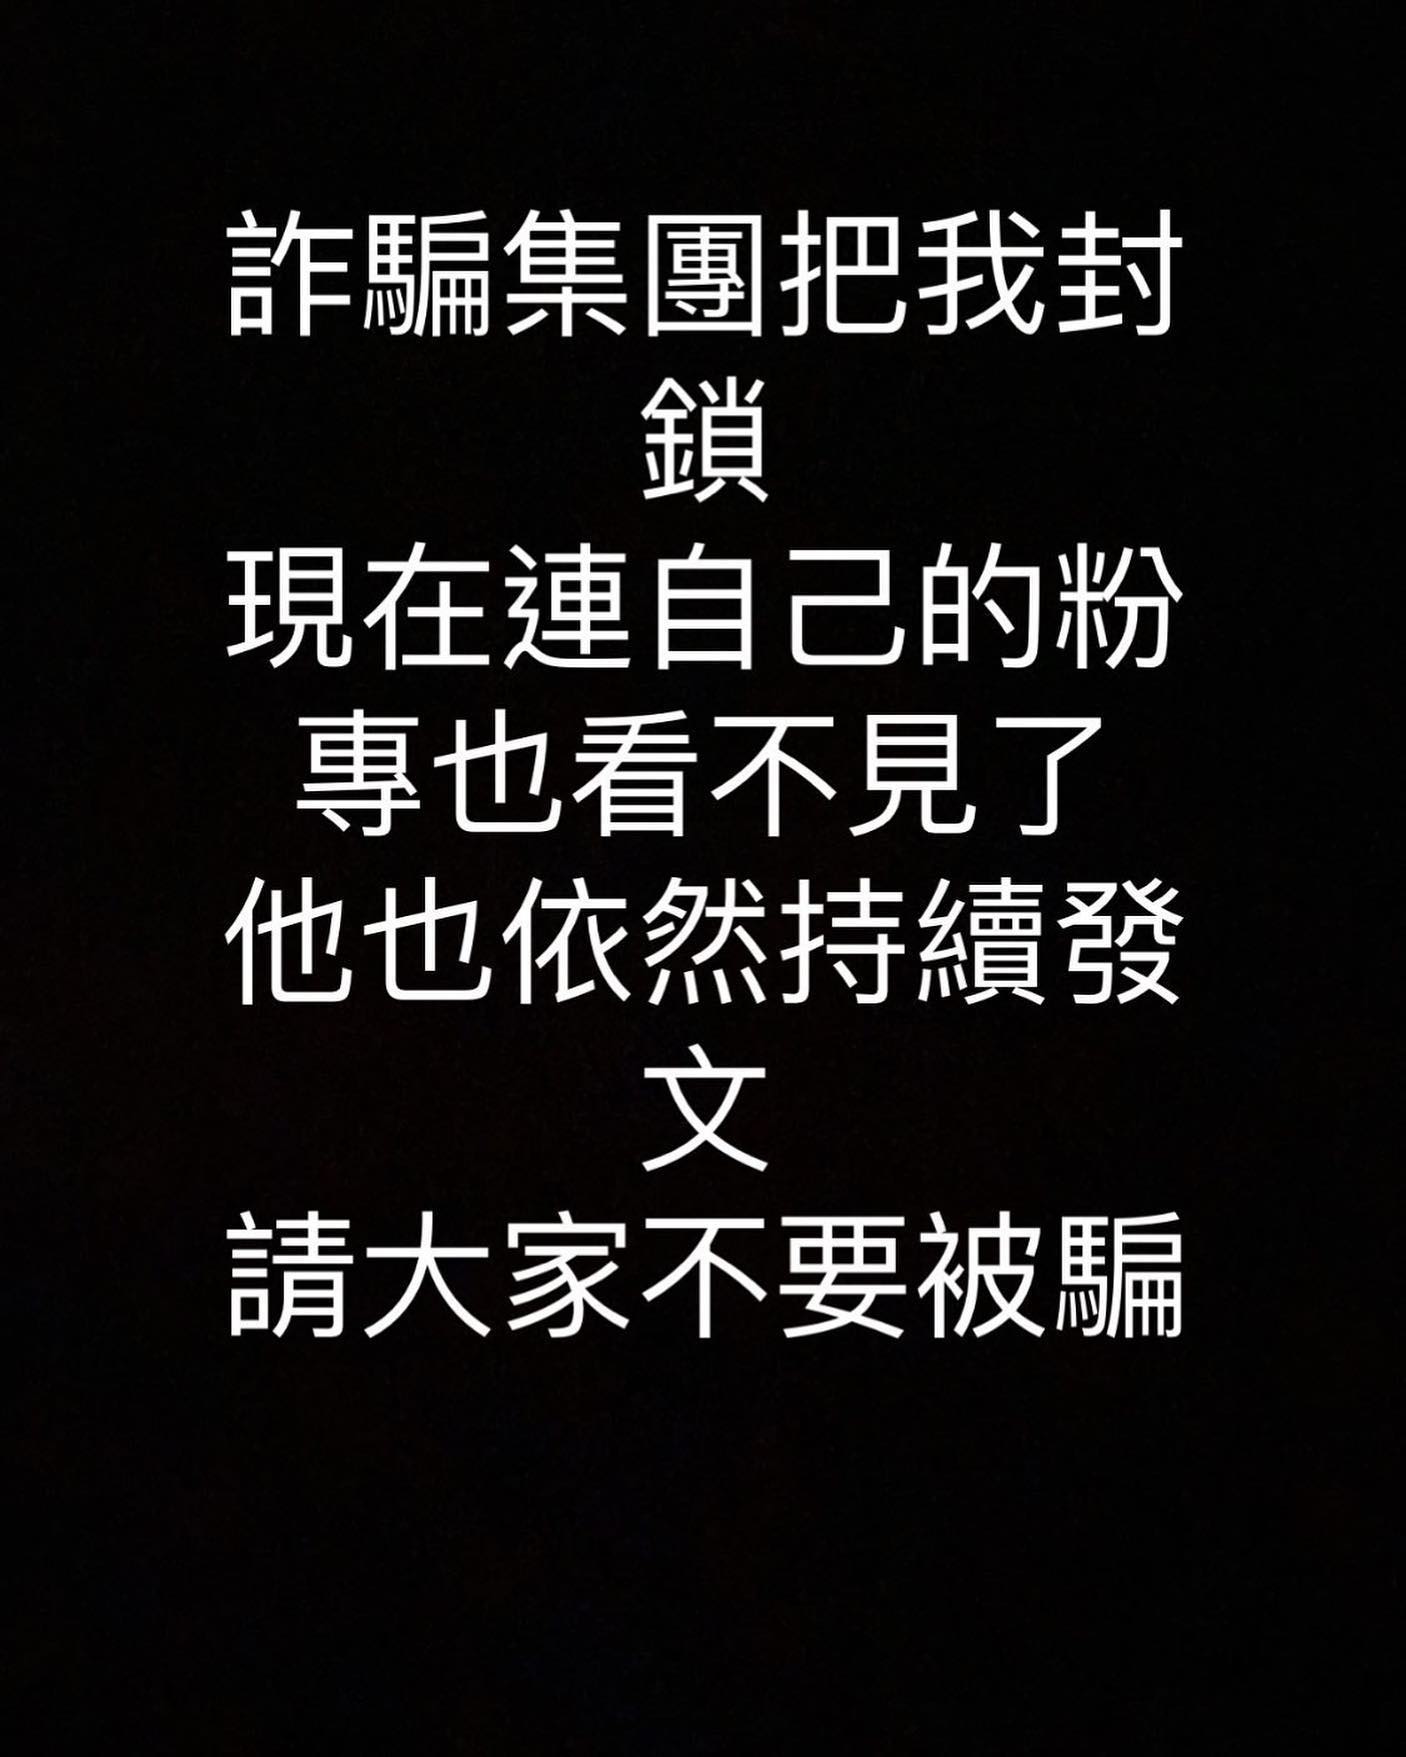 詐騙集團把我封
鎖
現在連自己的粉
專也看不見了
他也依然持續發
文
請大家不要被騙